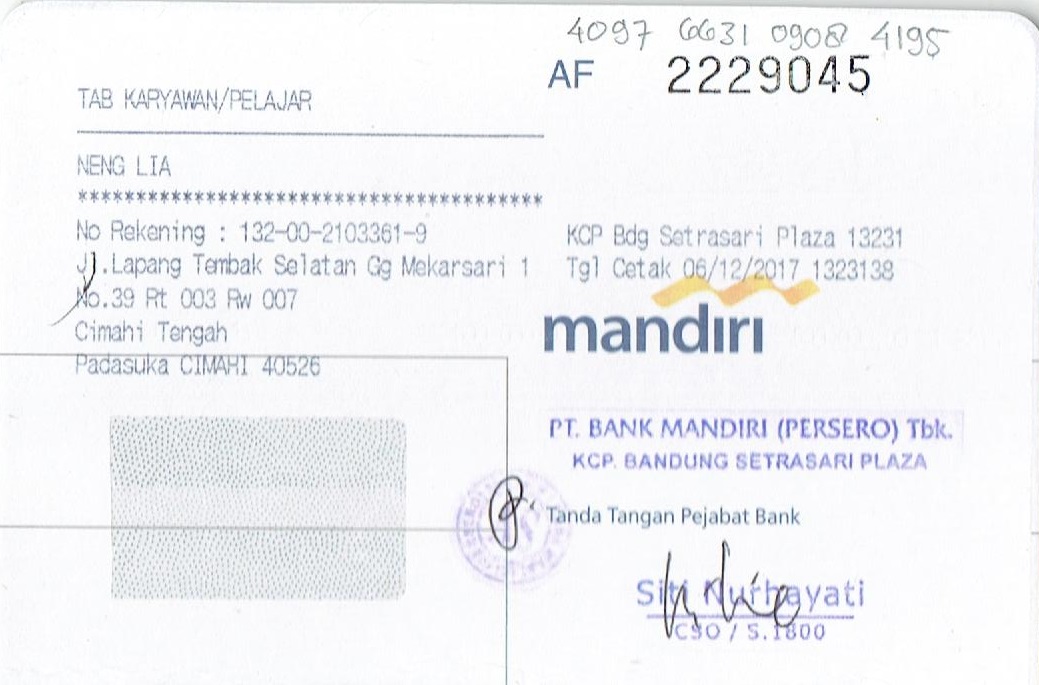 4097 6631 0908 4195
AF 2229045
TAB KARYAWAN/PELAJAR
NENG LIA
****************************************
No Rekening : 132-00-2103361-9
Jl.Lapang Tembak Selatan Gg Mekarsari 1
No.39 Rt 003 Rw 007
Cimahi Tengah
Padasuka CIMAHI 40526
KCP Bdg Setrasari Plaza 13231
Tgl Cetak 06/12/2017 1323138
mandiri
PT. BANK MANDIRI (PERSERO) Tbk.
KCP. BANDUNG SETRASARI PLAZA
Tanda Tangan Pejabat Bank
Siti Nurhayati
CSO / S.1800